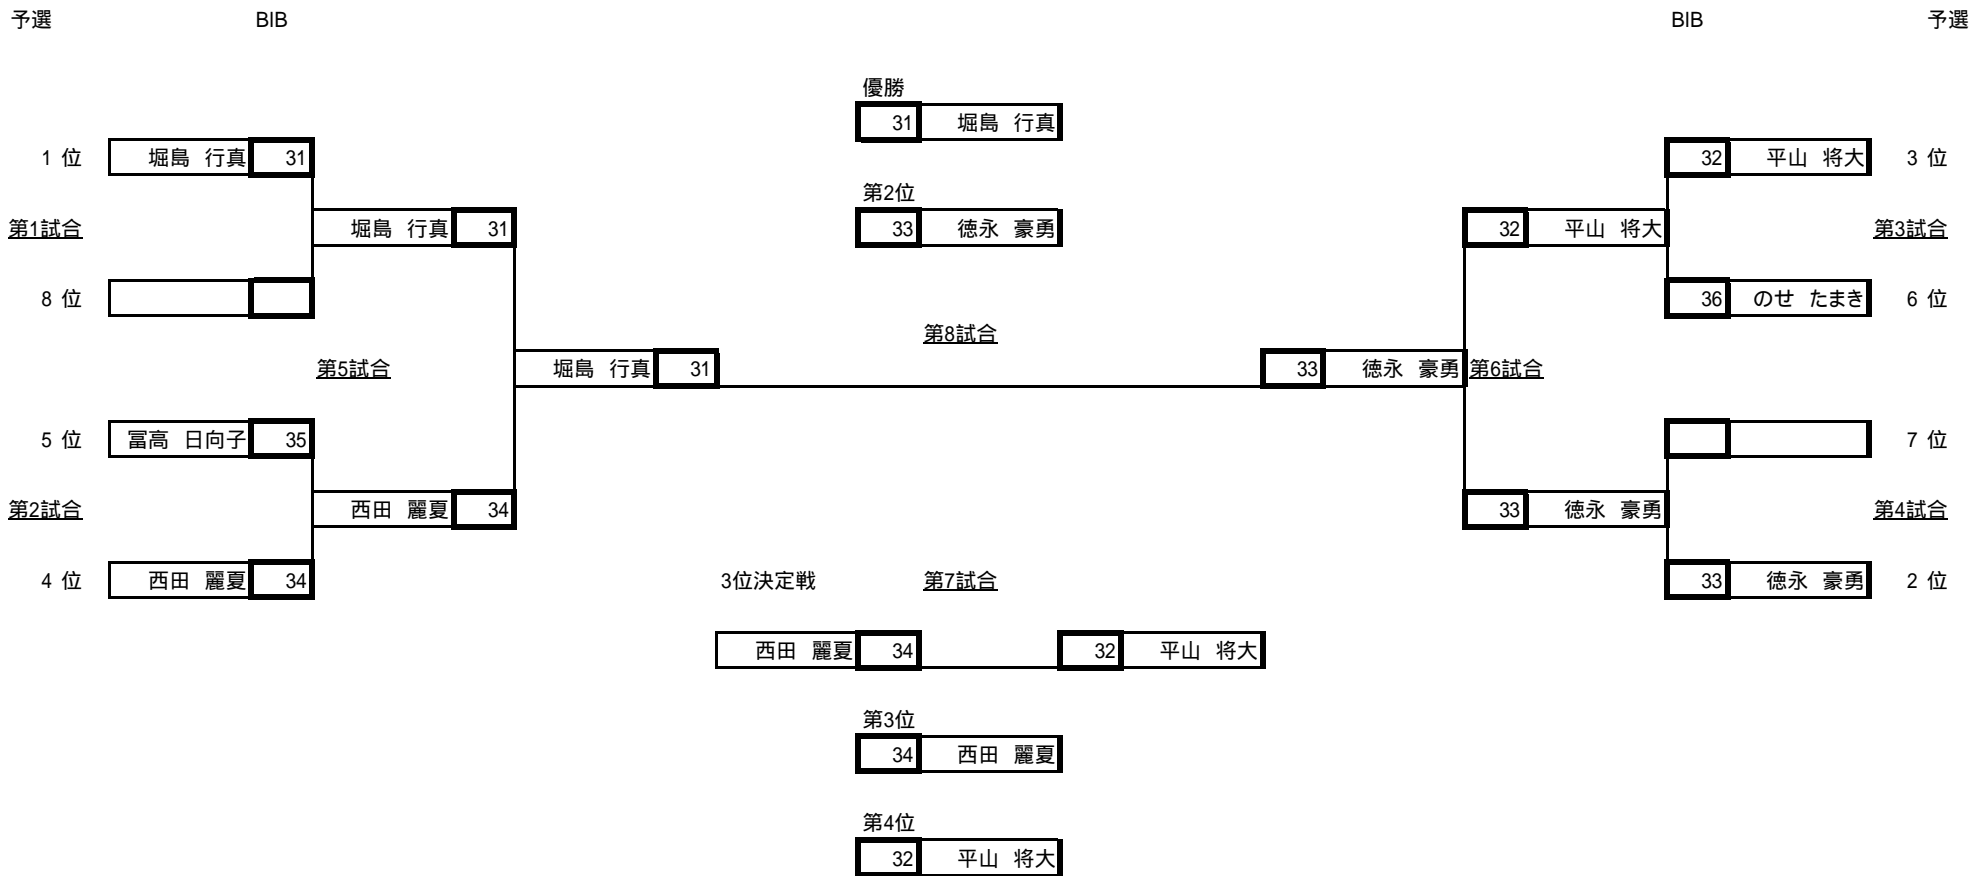 予選 BIB BIB 予選
優勝
31 堀島 行真
1 位 堀島 行真 31 32 平山 将大 3 位
第2位
第1試合 堀島 行真 31 33 徳永 豪勇 32 平山 将大 第3試合
8 位 36 のせ たまき 6 位
第8試合
第5試合 堀島 行真 31 33 徳永 豪勇 第6試合
5 位 冨高 日向子 35 7 位
第2試合 西田 麗夏 34 33 徳永 豪勇 第4試合
4 位 西田 麗夏 34 3位決定戦 第7試合 33 徳永 豪勇 2 位
西田 麗夏 34 32 平山 将大
第3位
34 西田 麗夏
第4位
32 平山 将大